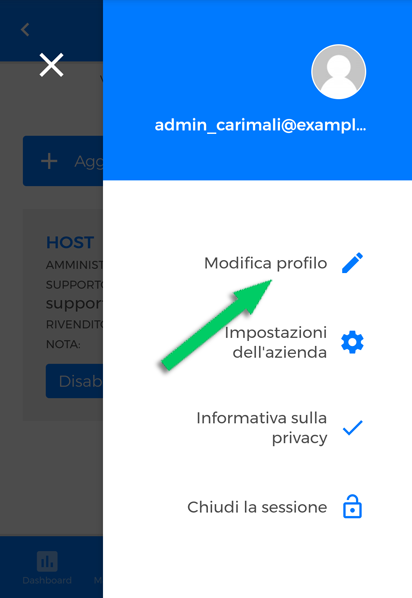 admin_carimali@exampl...
Agg
HOST
AMMINIST
SUPPORTO
support
RIVENDITO
NOTA:
Disab
Modifica profilo
Impostazioni
dell'azienda
Informativa sulla
privacy
Chiudi la sessione
Dashboard